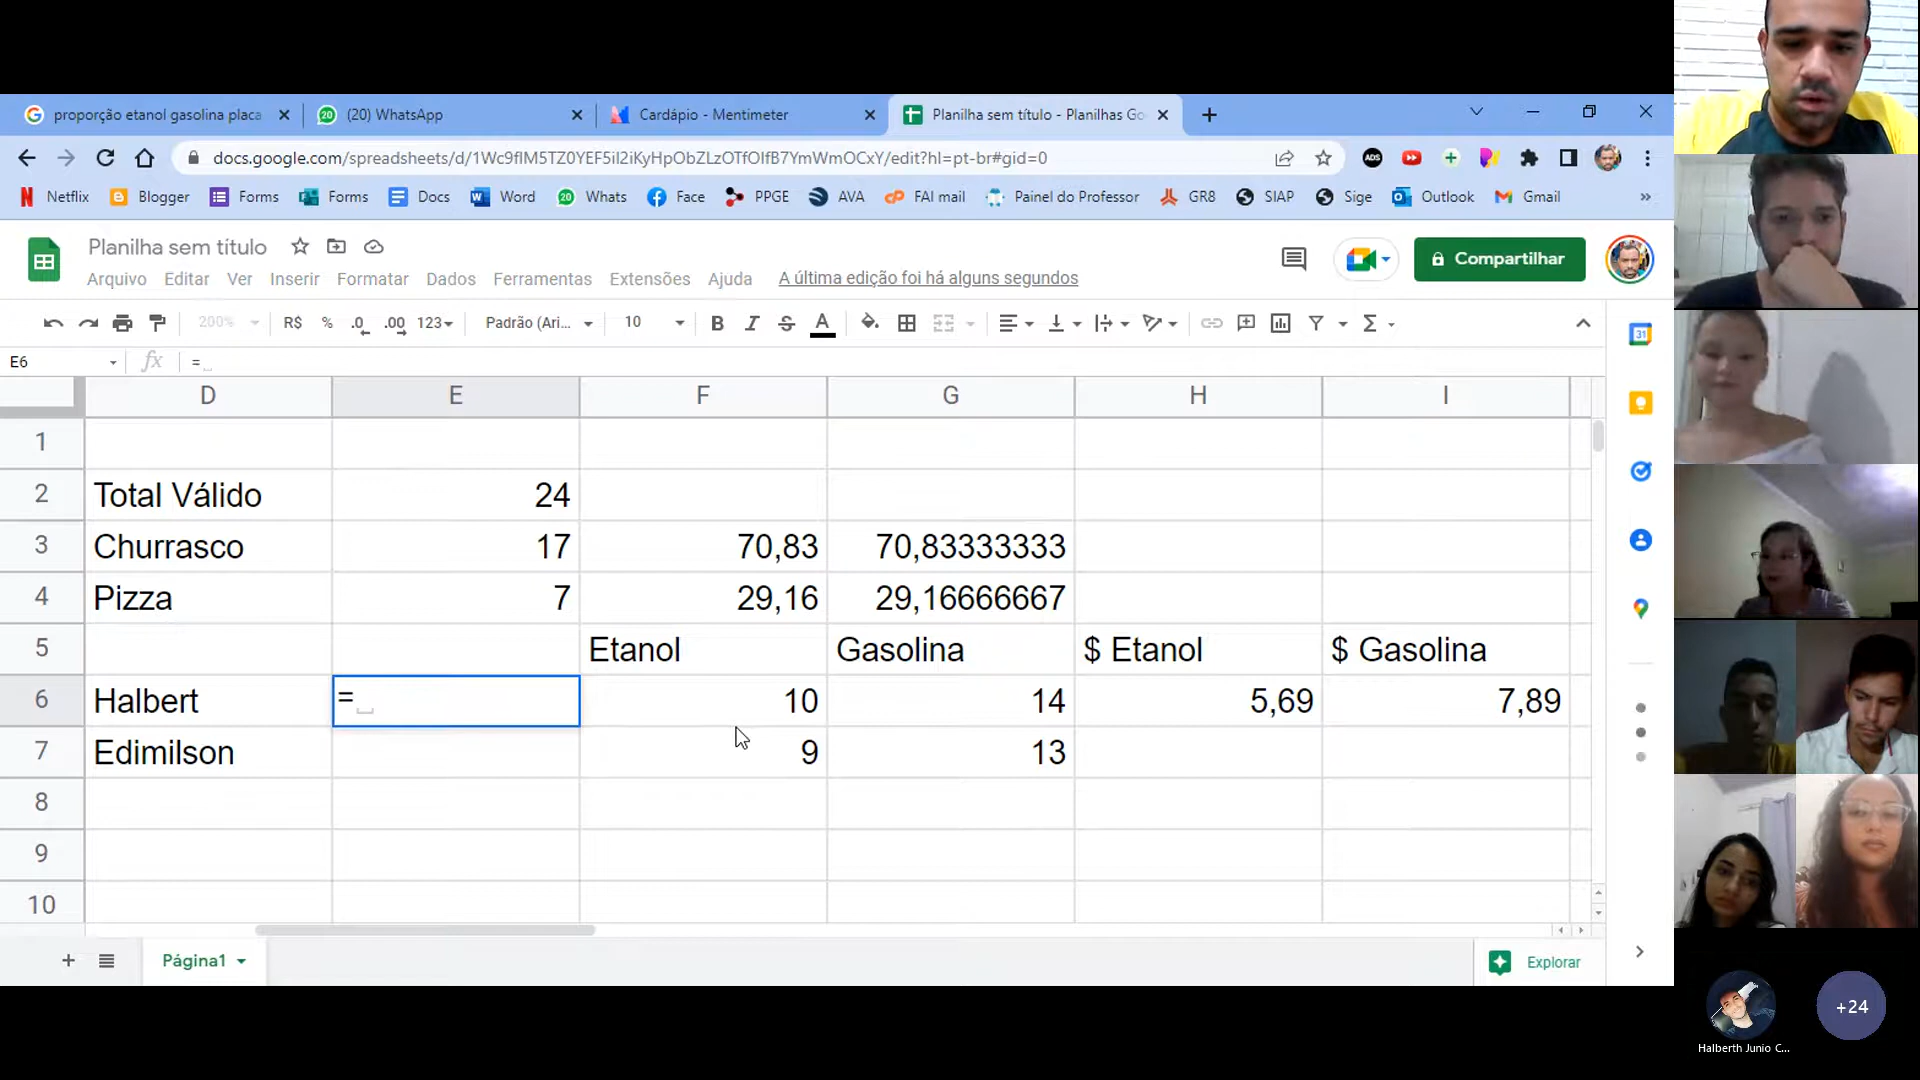 proporção etanol gasolina placa
(20) WhatsApp
Cardápio - Mentimeter
Planilha sem título - Planilhas Go
docs.google.com/spreadsheets/d/1Wc9flM5TZ0YEF5il2iKyHpObZLzOTfOIfB7YmWmOCxY/edit?hl=pt-br#gid=0
ADS
Netflix Blogger Forms Forms Docs Word 20 Whats Face PPGE AVA FAI mail Painel do Professor GR8 SIAP Sige Outlook Gmail »
Planilha sem título
Arquivo Editar Ver Inserir Formatar Dados Ferramentas Extensões Ajuda A última edição foi há alguns segundos
Compartilhar
200% R$ % .0 .00 123 Padrão (Ari... 10 B I S A Σ
E6 fx =
D E F G H I
1
2 Total Válido 24
3 Churrasco 17 70,83 70,83333333
4 Pizza 7 29,16 29,16666667
5 Etanol Gasolina $ Etanol $ Gasolina
6 Halbert = 10 14 5,69 7,89
7 Edimilson 9 13
8
9
10
+ Página1 Explorar
31
+24
Halberth Junio C...